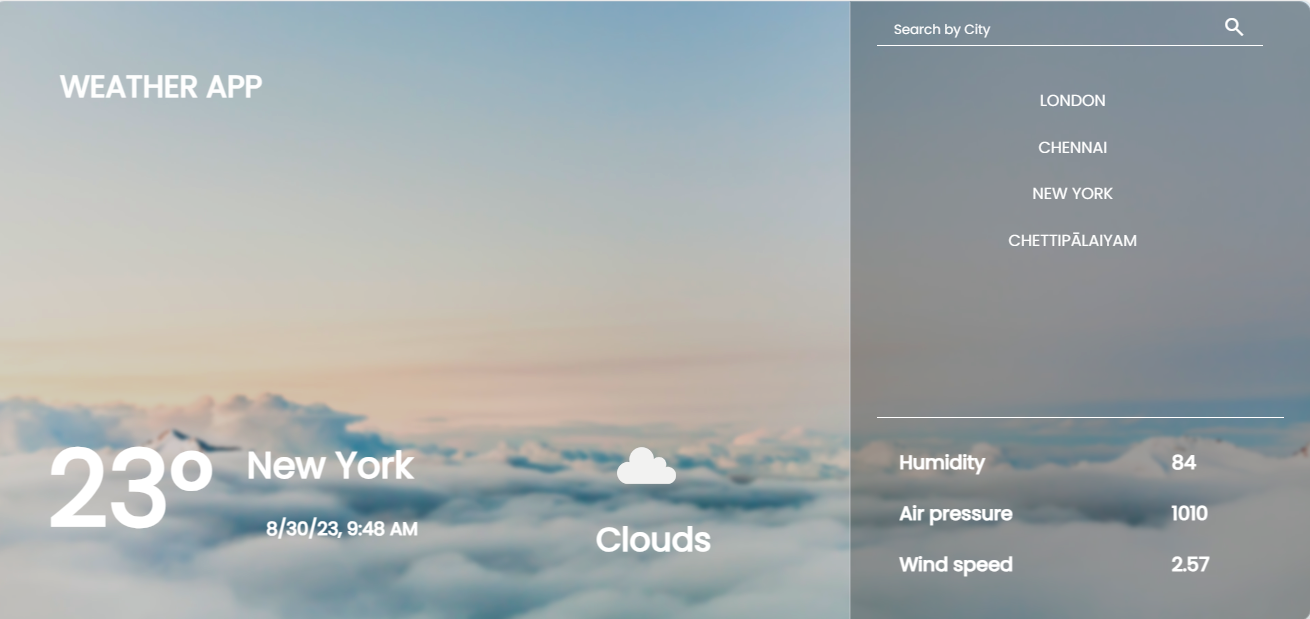 WEATHER APP
23º
New York
8/30/23, 9:48 AM
Clouds
Search by City
LONDON
CHENNAI
NEW YORK
CHETTIPĀLAIYAM
Humidity 84
Air pressure 1010
Wind speed 2.57